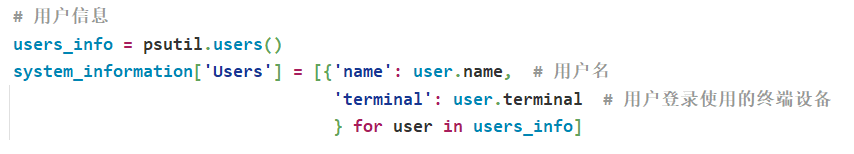 # 用户信息
users_info = psutil.users()
system_information['Users'] = [{'name': user.name,  # 用户名
                                'terminal': user.terminal  # 用户登录使用的终端设备
                                } for user in users_info]